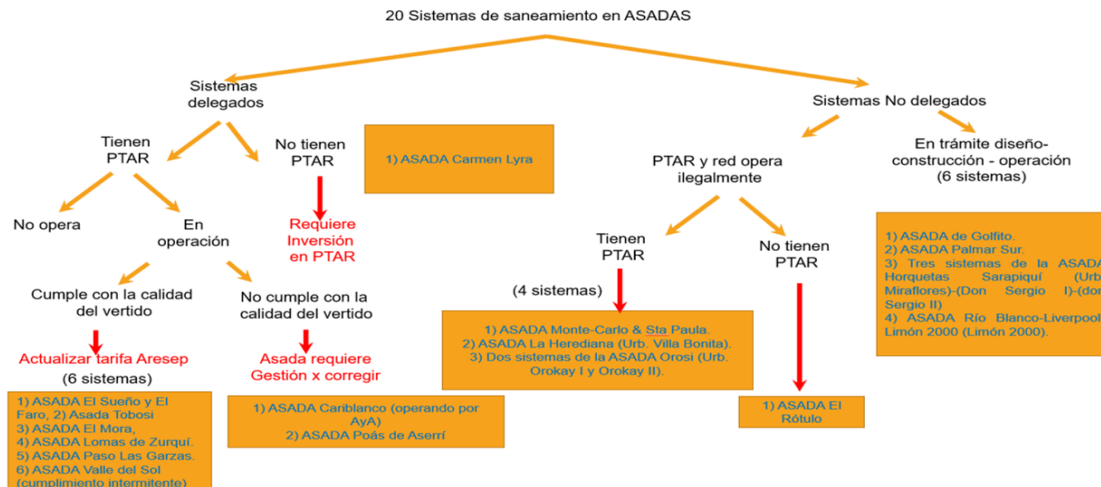 20 Sistemas de saneamiento en ASADAS
Sistemas
delegados
Sistemas No delegados
Tienen
PTAR
No tienen
PTAR
1) ASADA Carmen Lyra
PTAR y red opera
ilegalmente
En trámite diseño-
construcción - operación
(6 sistemas)
No opera
En
operación
Requiere
Inversión
en PTAR
Tienen
PTAR
No tienen
PTAR
1) ASADA de Golfito.
2) ASADA Palmar Sur.
3) Tres sistemas de la ASADA
Horquetas Sarapiquí (Urb.
Miraflores)-(Don Sergio I)-(don
Sergio II)
4) ASADA Río Blanco-Liverpool,
Limón 2000 (Limón 2000).
Cumple con la calidad
del vertido
No cumple con la
calidad del vertido
(4 sistemas)
1) ASADA Monte-Carlo & Sta Paula.
2) ASADA La Herediana (Urb. Villa Bonita).
3) Dos sistemas de la ASADA Orosi (Urb.
Orokay I y Orokay II).
Actualizar tarifa Aresep
(6 sistemas)
Asada requiere
Gestión x corregir
1) ASADA El Sueño y El
Faro, 2) Asada Tobosi
3) ASADA El Mora,
4) ASADA Lomas de Zurquí.
5) ASADA Paso Las Garzas.
6) ASADA Valle del Sol
(cumplimiento intermitente)
1) ASADA Cariblanco (operando por
AyA)
2) ASADA Poás de Aserrí
1) ASADA El
Rótulo